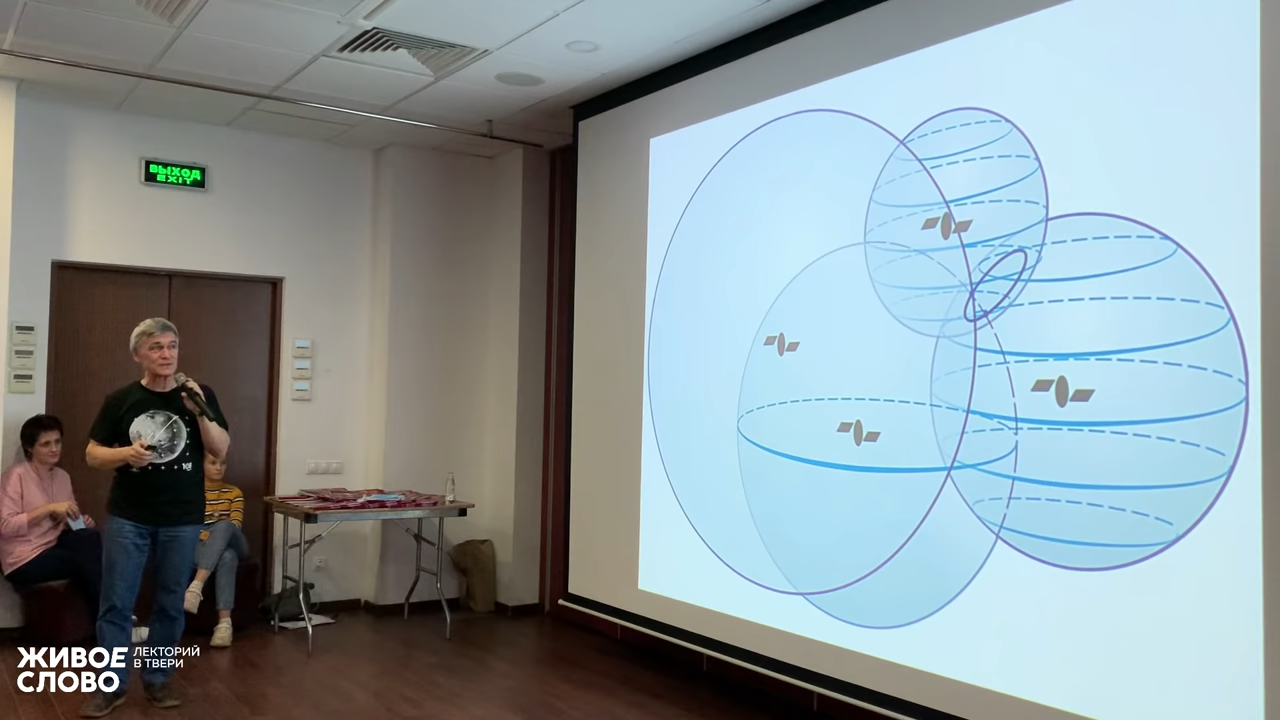 ВЫХОД
EXIT
ЖИВОЕ
СЛОВО
ЛЕКТОРИЙ
В ТВЕРИ